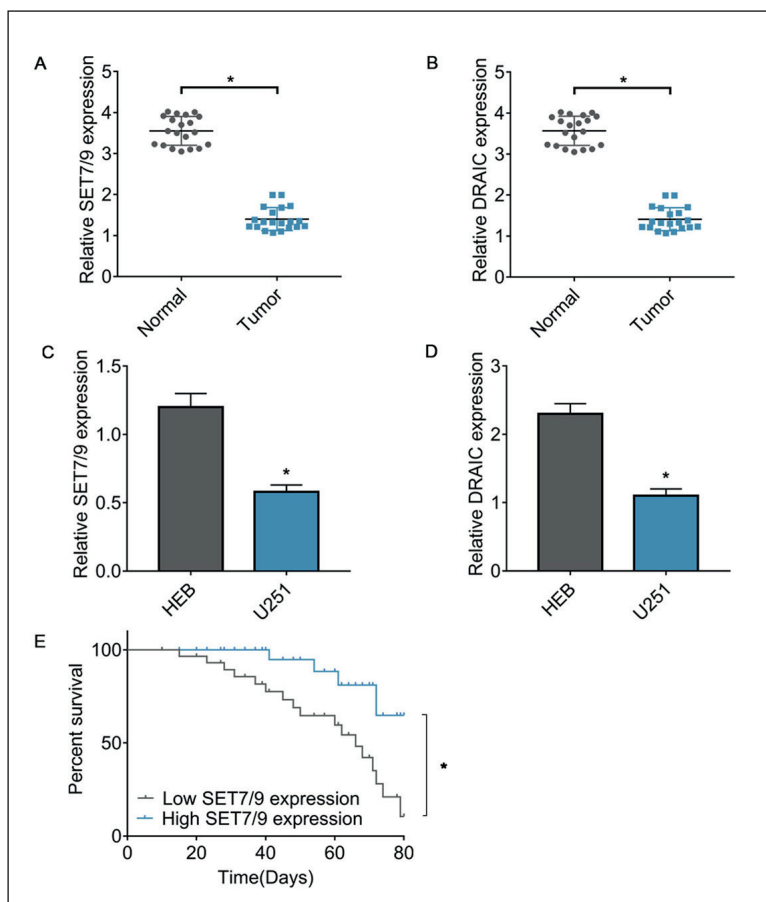 A
Relative SET7/9 expression
5
4
3
2
1
0
*
Normal
Tumor
B
Relative DRAIC expression
5
4
3
2
1
0
*
Normal
Tumor
C
Relative SET7/9 expression
1.5
1.0
0.5
0.0
*
HEB
U251
D
Relative DRAIC expression
3
2
1
0
*
HEB
U251
E
Percent survival
100
50
0
Low SET7/9 expression
High SET7/9 expression
*
0
20
40
60
80
Time(Days)